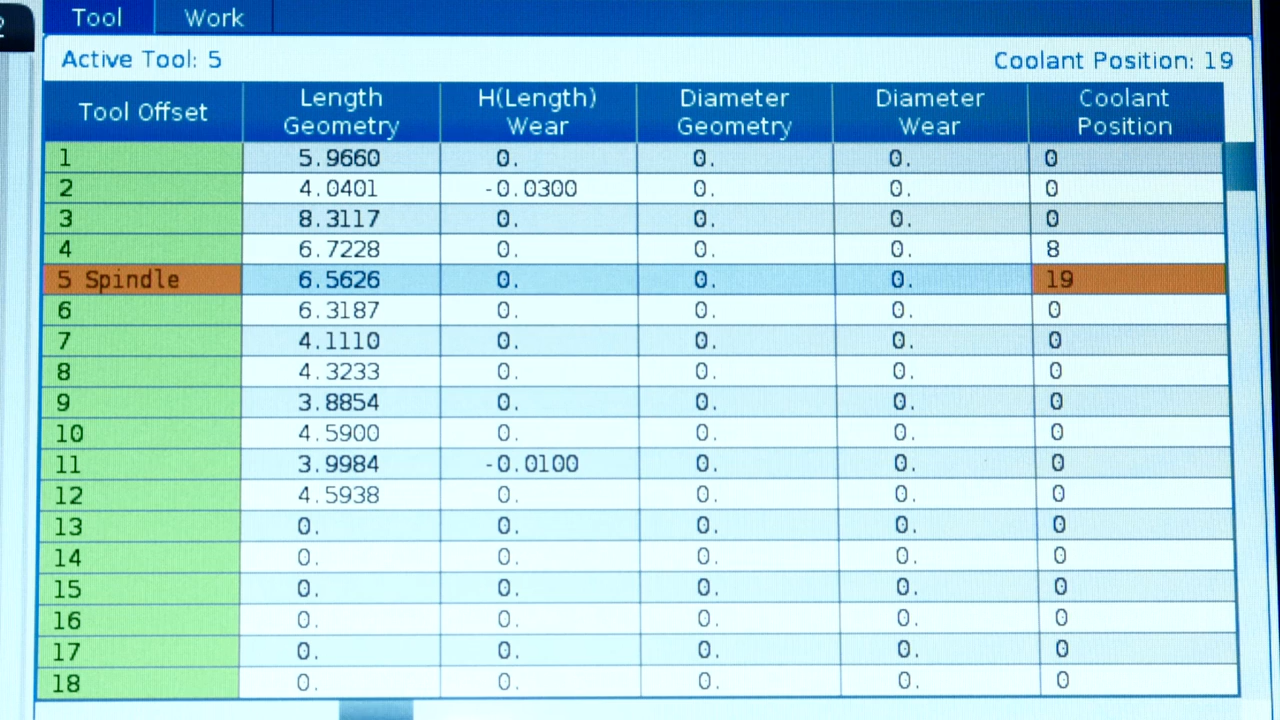 2
Tool Work
Active Tool: 5 Coolant Position: 19
Tool Offset Length Geometry H(Length) Wear Diameter Geometry Diameter Wear Coolant Position
1 5.9660 0. 0. 0. 0
2 4.0401 -0.0300 0. 0. 0
3 8.3117 0. 0. 0. 0
4 6.7228 0. 0. 0. 8
5 Spindle 6.5626 0. 0. 0. 19
6 6.3187 0. 0. 0. 0
7 4.1110 0. 0. 0. 0
8 4.3233 0. 0. 0. 0
9 3.8854 0. 0. 0. 0
10 4.5900 0. 0. 0. 0
11 3.9984 -0.0100 0. 0. 0
12 4.5938 0. 0. 0. 0
13 0. 0. 0. 0. 0
14 0. 0. 0. 0. 0
15 0. 0. 0. 0. 0
16 0. 0. 0. 0. 0
17 0. 0. 0. 0. 0
18 0. 0. 0. 0. 0